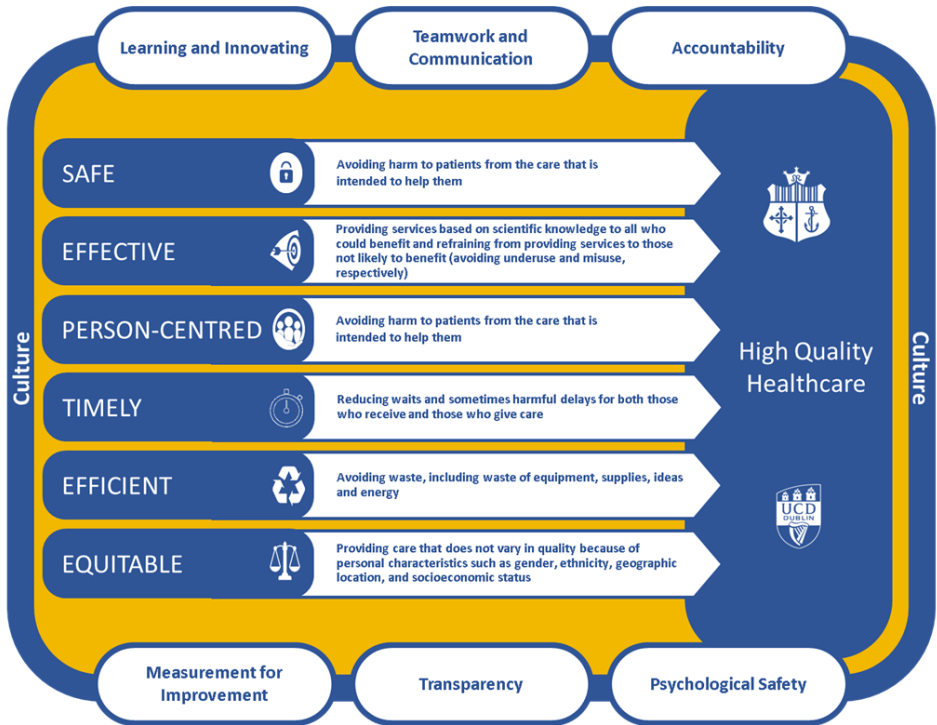 Learning and Innovating
Teamwork and
Communication
Accountability
Culture
SAFE
Avoiding harm to patients from the care that is
intended to help them
EFFECTIVE
Providing services based on scientific knowledge to all who
could benefit and refraining from providing services to those
not likely to benefit (avoiding underuse and misuse,
respectively)
PERSON-CENTRED
Avoiding harm to patients from the care that is
intended to help them
TIMELY
Reducing waits and sometimes harmful delays for both those
who receive and those who give care
EFFICIENT
Avoiding waste, including waste of equipment, supplies, ideas
and energy
EQUITABLE
Providing care that does not vary in quality because of
personal characteristics such as gender, ethnicity, geographic
location, and socioeconomic status
High Quality
Healthcare
UCD
DUBLIN
Culture
Measurement for
Improvement
Transparency
Psychological Safety